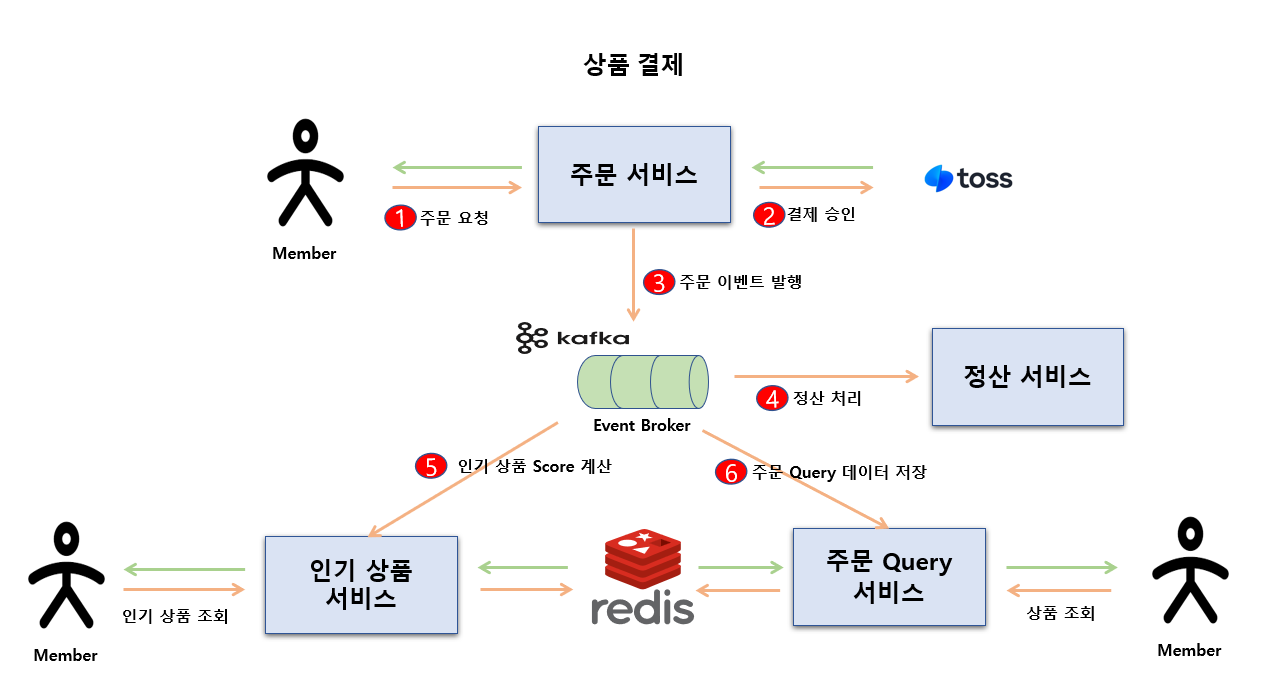 상품 결제
주문 서비스
toss
1 주문 요청
2 결제 승인
Member
3 주문 이벤트 발행
kafka
정산 서비스
4 정산 처리
Event Broker
5 인기 상품 Score 계산
6 주문 Query 데이터 저장
인기 상품
서비스
redis
주문 Query
서비스
인기 상품 조회
상품 조회
Member
Member